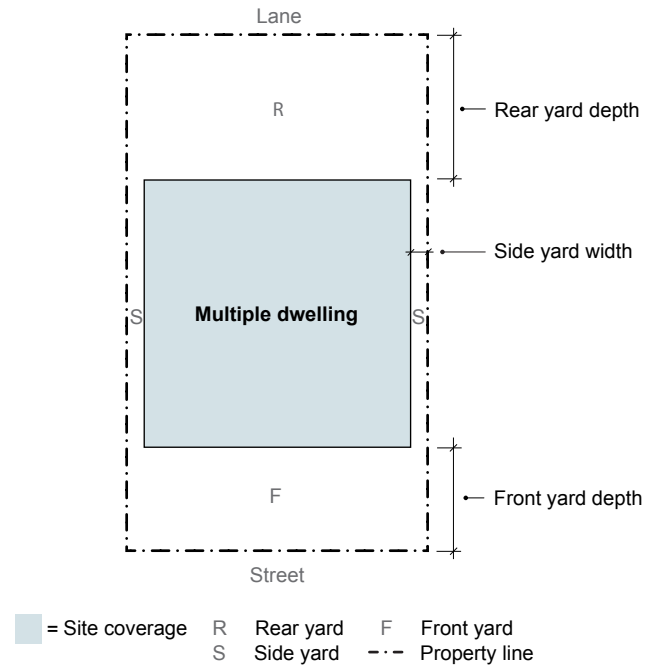 Lane
R
Rear yard depth
Side yard width
S
Multiple dwelling
S
F
Front yard depth
Street
= Site coverage R Rear yard F Front yard
S Side yard Property line